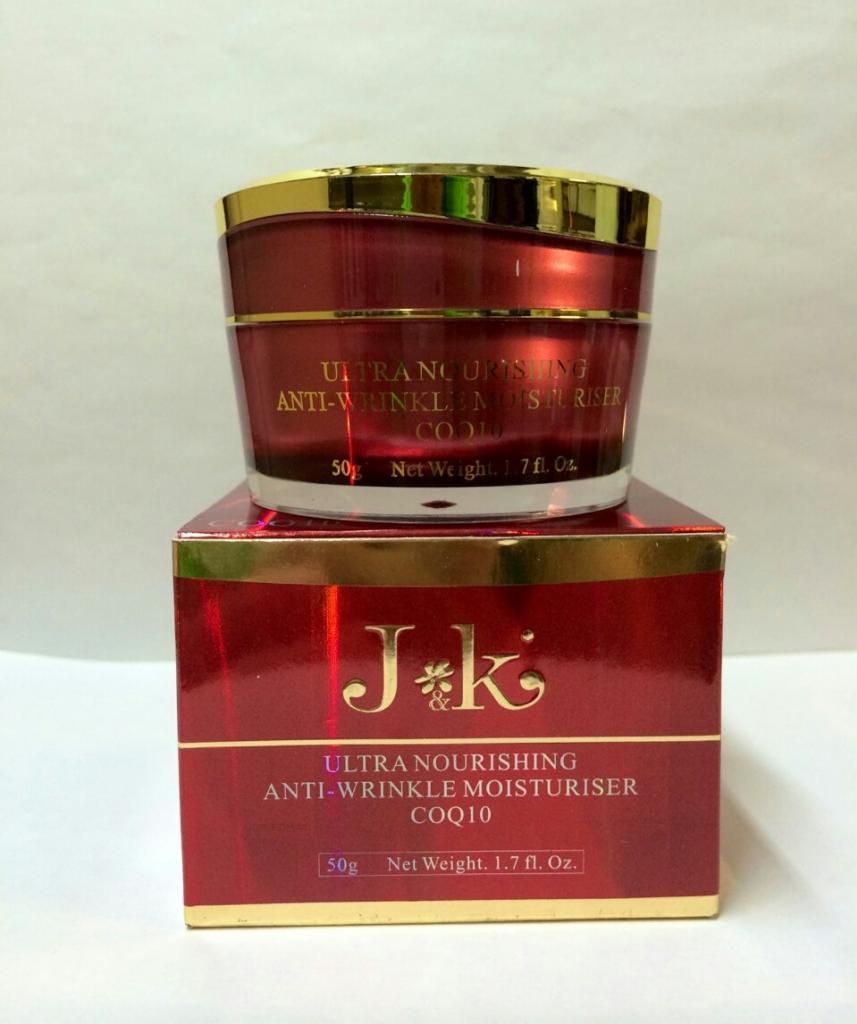 ULTRA NOURISHING
ANTI-WRINKLE MOISTURISER
COQ10
50g Net Weight. 1.7 fl. Oz.
COQ10
J&k
ULTRA NOURISHING
ANTI-WRINKLE MOISTURISER
COQ10
50g Net Weight. 1.7 fl. Oz.